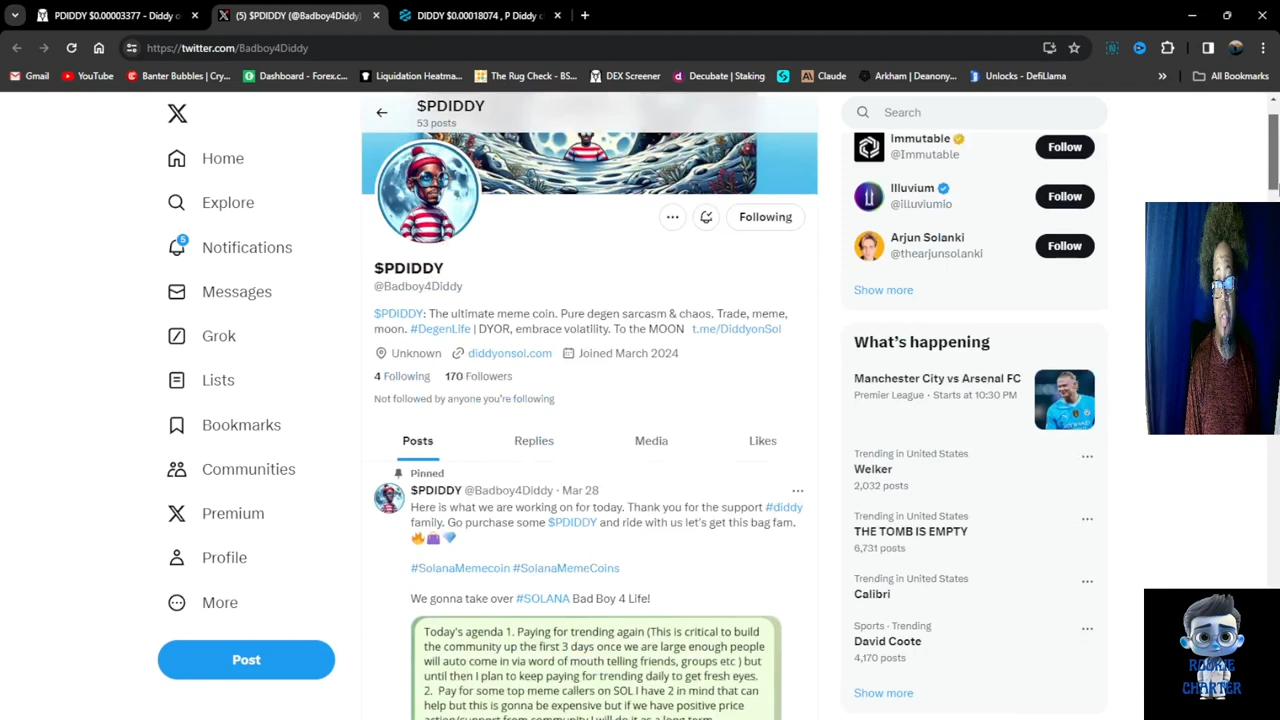 PDIDDY $0.00003377 - Diddy o
(5) $PDIDDY (@Badboy4Diddy)
DIDDY $0.00018074 , P Diddy o
https://twitter.com/Badboy4Diddy
Gmail
YouTube
Banter Bubbles | Cry...
Dashboard - Forex.c...
Liquidation Heatma...
The Rug Check - BS...
DEX Screener
Decubate | Staking
Claude
Arkham | Deanony...
Unlocks - DefiLlama
All Bookmarks
Home
Explore
5
Notifications
Messages
Grok
Lists
Bookmarks
Communities
Premium
Profile
More
Post
$PDIDDY
53 posts
Following
$PDIDDY
@Badboy4Diddy
$PDIDDY: The ultimate meme coin. Pure degen sarcasm & chaos. Trade, meme,
moon. #DegenLife | DYOR, embrace volatility. To the MOON t.me/DiddyonSol
Unknown diddyonsol.com Joined March 2024
4 Following 170 Followers
Not followed by anyone you're following
Posts Replies Media Likes
Pinned
$PDIDDY @Badboy4Diddy · Mar 28
Here is what we are working on for today. Thank you for the support #diddy
family. Go purchase some $PDIDDY and ride with us let's get this bag fam.
#SolanaMemecoin #SolanaMemeCoins
We gonna take over #SOLANA Bad Boy 4 Life!
Today's agenda 1. Paying for trending again (This is critical to build
the community up the first 3 days once we are large enough people
will auto come in via word of mouth telling friends, groups etc ) but
until then I plan to keep paying for trending daily to get fresh eyes.
2. Pay for some top meme callers on SOL I have 2 in mind that can
help but this is gonna be expensive but if we have positive price
action/support from community I will do it as a long term
Search
Immutable
@Immutable
Follow
Illuvium
@illuviumio
Follow
Arjun Solanki
@thearjunsolanki
Follow
Show more
What's happening
Manchester City vs Arsenal FC
Premier League · Starts at 10:30 PM
Trending in United States
Welker
2,032 posts
Trending in United States
THE TOMB IS EMPTY
6,731 posts
Trending in United States
Calibri
Sports · Trending
David Coote
4,170 posts
Show more
ROOKIE
CHARTER